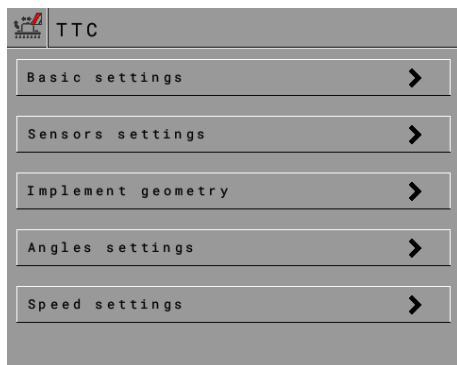 TTC
Basic settings
Sensors settings
Implement geometry
Angles settings
Speed settings